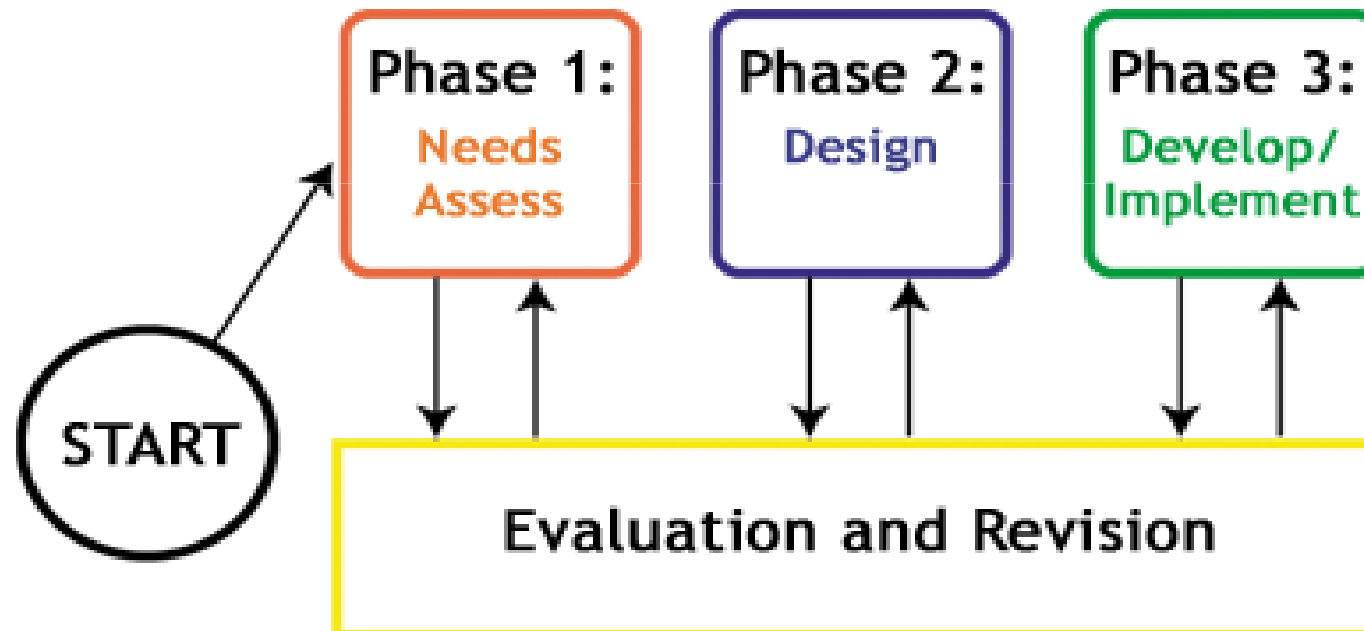 Phase 1:
Needs
Assess
Phase 2:
Design
Phase 3:
Develop/
Implement
START
Evaluation and Revision